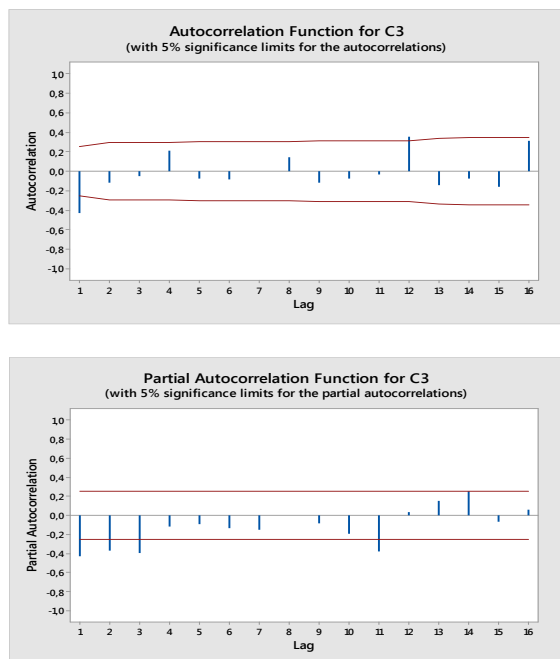 Autocorrelation Function for C3
(with 5% significance limits for the autocorrelations)
Autocorrelation
1,0
0,8
0,6
0,4
0,2
0,0
-0,2
-0,4
-0,6
-0,8
-1,0
1 2 3 4 5 6 7 8 9 10 11 12 13 14 15 16
Lag
Partial Autocorrelation Function for C3
(with 5% significance limits for the partial autocorrelations)
Partial Autocorrelation
1,0
0,8
0,6
0,4
0,2
0,0
-0,2
-0,4
-0,6
-0,8
-1,0
1 2 3 4 5 6 7 8 9 10 11 12 13 14 15 16
Lag